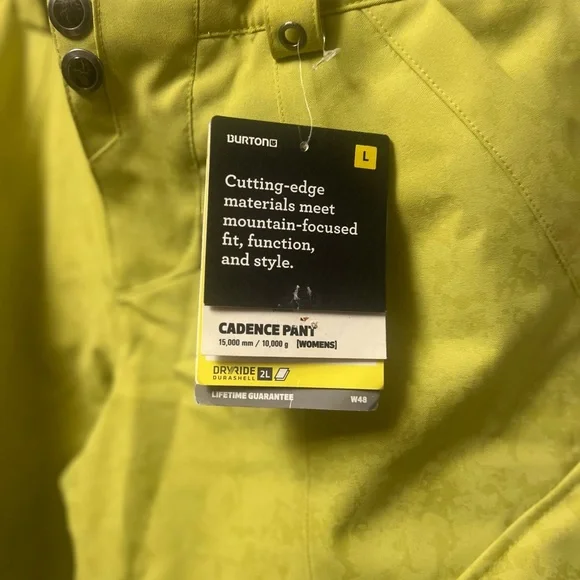 BURTON
L
Cutting-edge
materials meet
mountain-focused
fit, function,
and style.
CADENCE PANT
15,000 mm / 10,000 g [WOMENS]
DRYRIDE
DURASHELL 2L
LIFETIME GUARANTEE W48